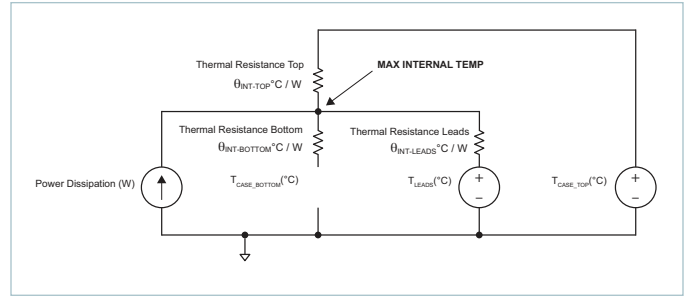 Thermal Resistance Top
θINT-TOP°C / W
MAX INTERNAL TEMP
Thermal Resistance Bottom
θINT-BOTTOM°C / W
Thermal Resistance Leads
θINT-LEADS°C / W
Power Dissipation (W)
TCASE_BOTTOM(°C)
TLEADS(°C)
+
–
TCASE_TOP(°C)
+
–